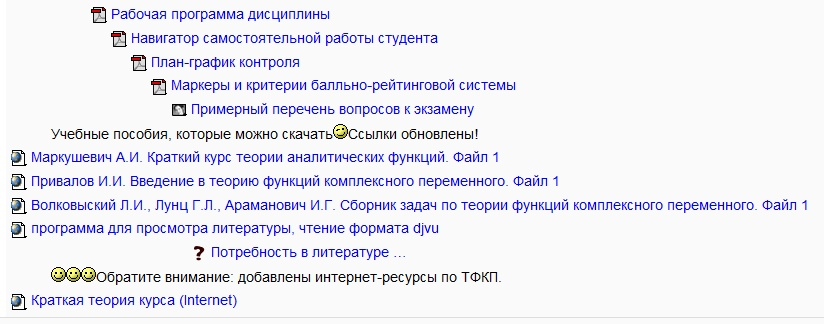 Рабочая программа дисциплины
Навигатор самостоятельной работы студента
План-график контроля
Маркеры и критерии балльно-рейтинговой системы
Примерный перечень вопросов к экзамену
Учебные пособия, которые можно скачать Ссылки обновлены!
Маркушевич А.И. Краткий курс теории аналитических функций. Файл 1
Привалов И.И. Введение в теорию функций комплексного переменного. Файл 1
Волковыский Л.И., Лунц Г.Л., Араманович И.Г. Сборник задач по теории функций комплексного переменного. Файл 1
программа для просмотра литературы, чтение формата djvu
? Потребность в литературе ...
Обратите внимание: добавлены интернет-ресурсы по ТФКП.
Краткая теория курса (Internet)